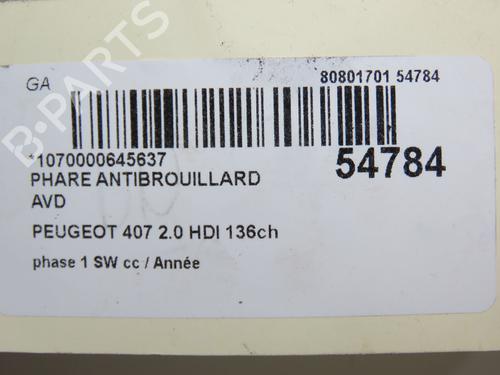 GA
80801701 54784
*1070000645637
54784
PHARE ANTIBROUILLARD
AVD
PEUGEOT 407 2.0 HDI 136ch
phase 1 SW cc / Année
B-PARTS